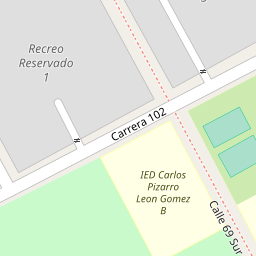 Recreo
Reservado
1
Carrera 102
IED Carlos
Pizarro
Leon Gomez
B
Calle 69 Sur